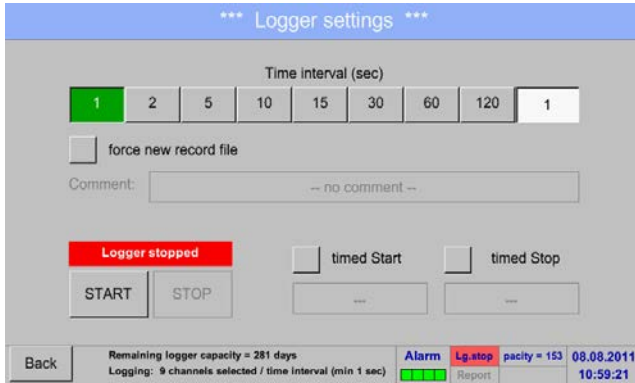 *** Logger settings ***
Time interval (sec)
1 2 5 10 15 30 60 120 1
force new record file
Comment: -- no comment --
Logger stopped
timed Start timed Stop
START STOP --- ---
Back
Remaining logger capacity = 281 days
Logging: 9 channels selected / time interval (min 1 sec)
Alarm
Lg.stop
Report
pacity = 153
08.08.2011
10:59:21